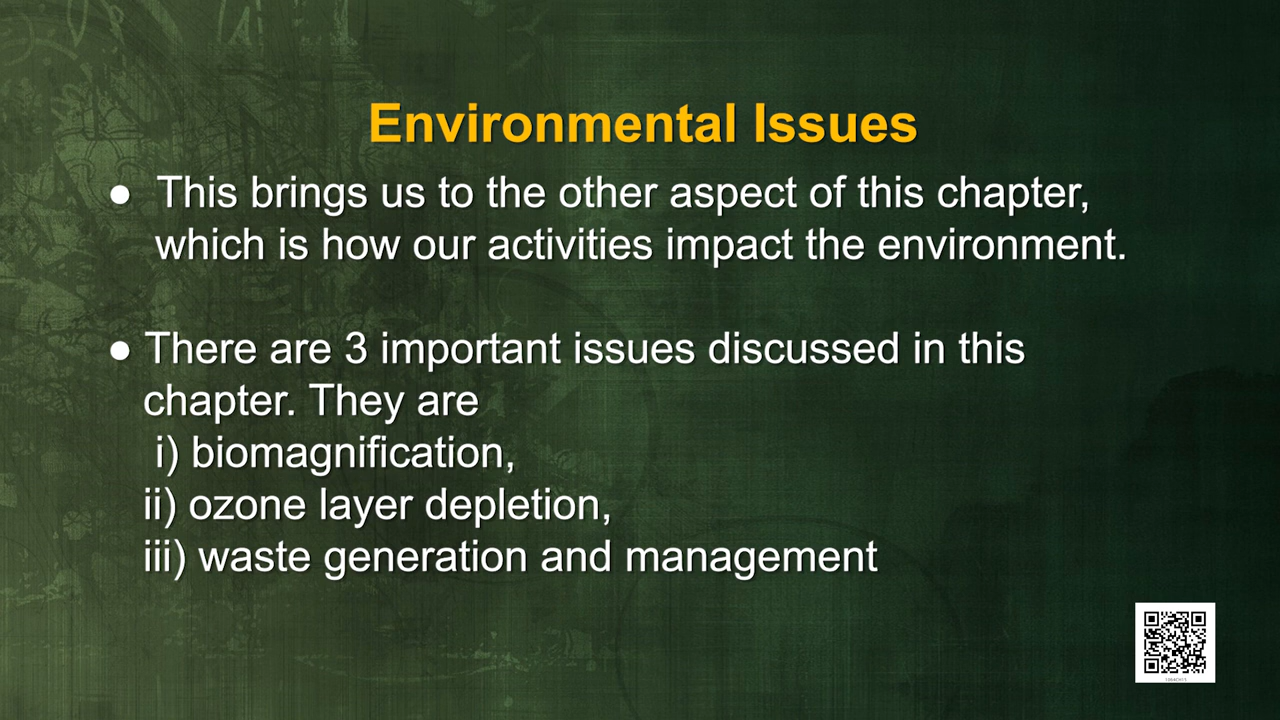 Environmental Issues
● This brings us to the other aspect of this chapter,
which is how our activities impact the environment.
● There are 3 important issues discussed in this
chapter. They are
i) biomagnification,
ii) ozone layer depletion,
iii) waste generation and management